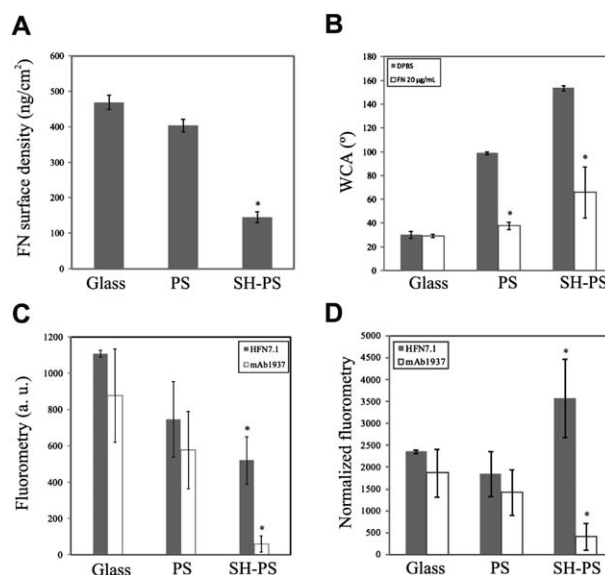 A
FN surface density (ng/cm²)
600
500
400
300
200
100
0
*
Glass PS SH-PS
B
WCA (º)
180
160
140
120
100
80
60
40
20
0
DPBS
FN 20 µg/mL
*
*
Glass PS SH-PS
C
Fluorometry (a. u.)
1200
1000
800
600
400
200
0
HFN7.1
mAb1937
*
*
Glass PS SH-PS
D
Normalized fluorometry
5000
4500
4000
3500
3000
2500
2000
1500
1000
500
0
HFN7.1
mAb1937
*
*
Glass PS SH-PS